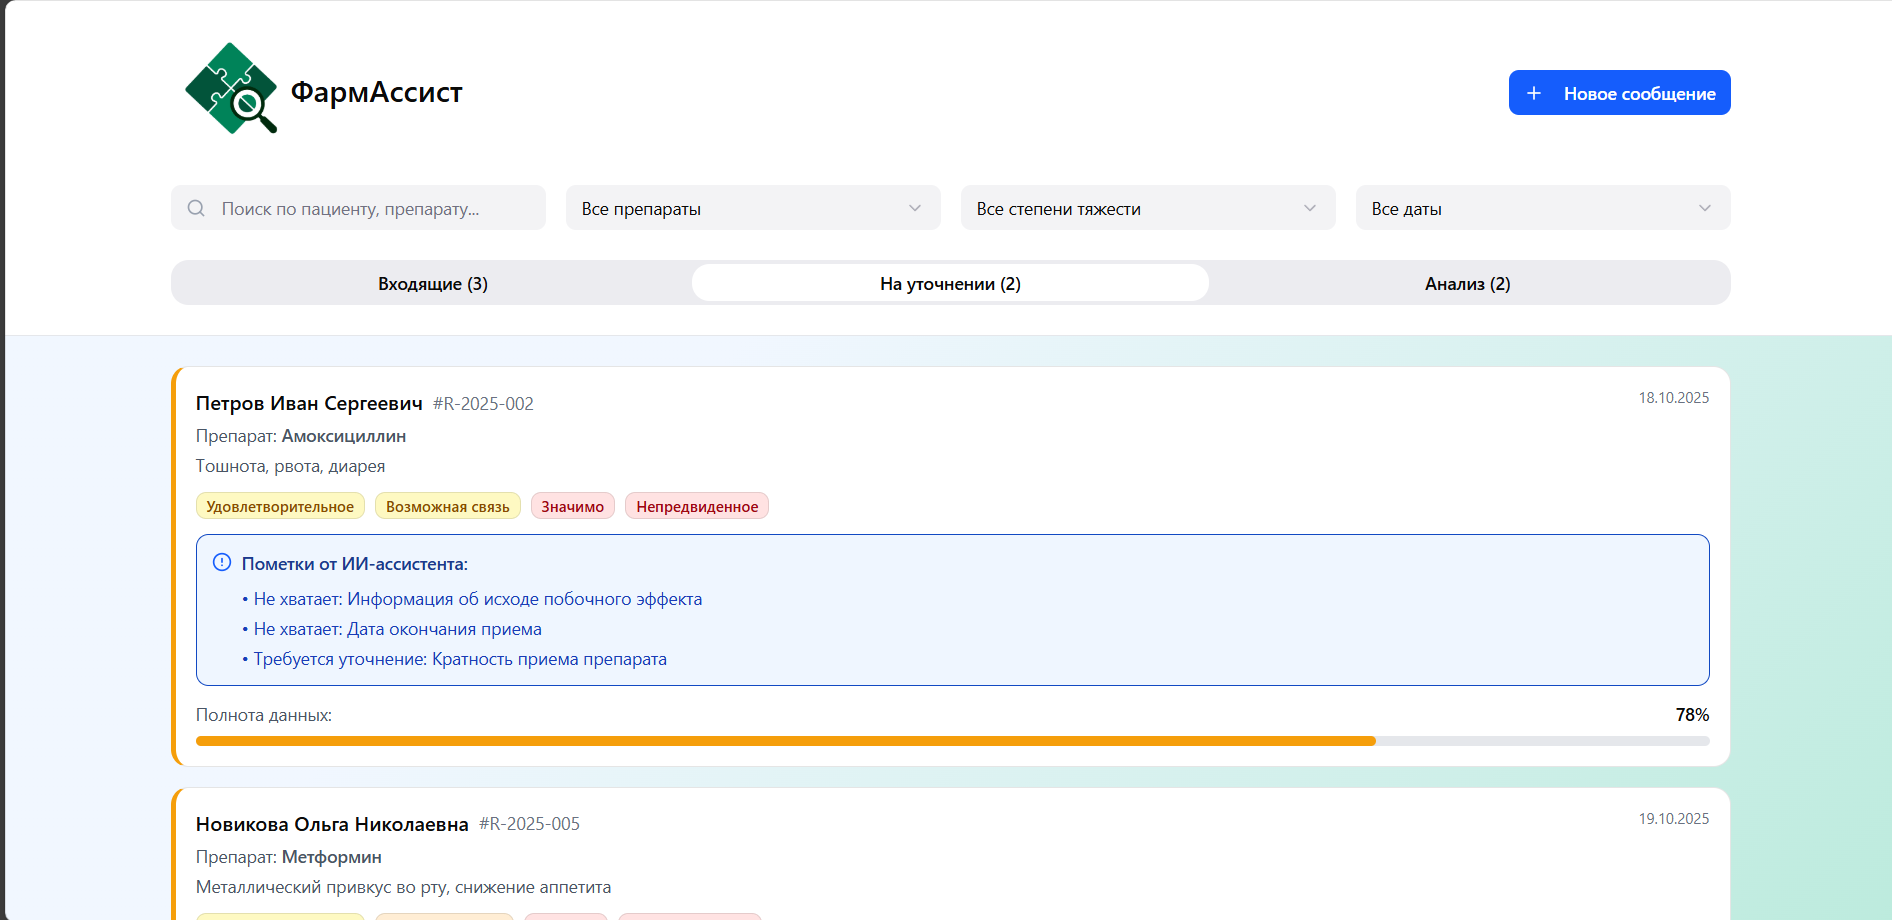 ФармАссист
+ Новое сообщение
Поиск по пациенту, препарату...
Все препараты
Все степени тяжести
Все даты
Входящие (3)
На уточнении (2)
Анализ (2)
Петров Иван Сергеевич #R-2025-002
18.10.2025
Препарат: Амоксициллин
Тошнота, рвота, диарея
Удовлетворительное
Возможная связь
Значимо
Непредвиденное
Пометки от ИИ-ассистента:
• Не хватает: Информация об исходе побочного эффекта
• Не хватает: Дата окончания приема
• Требуется уточнение: Кратность приема препарата
Полнота данных:
78%
Новикова Ольга Николаевна #R-2025-005
19.10.2025
Препарат: Метформин
Металлический привкус во рту, снижение аппетита